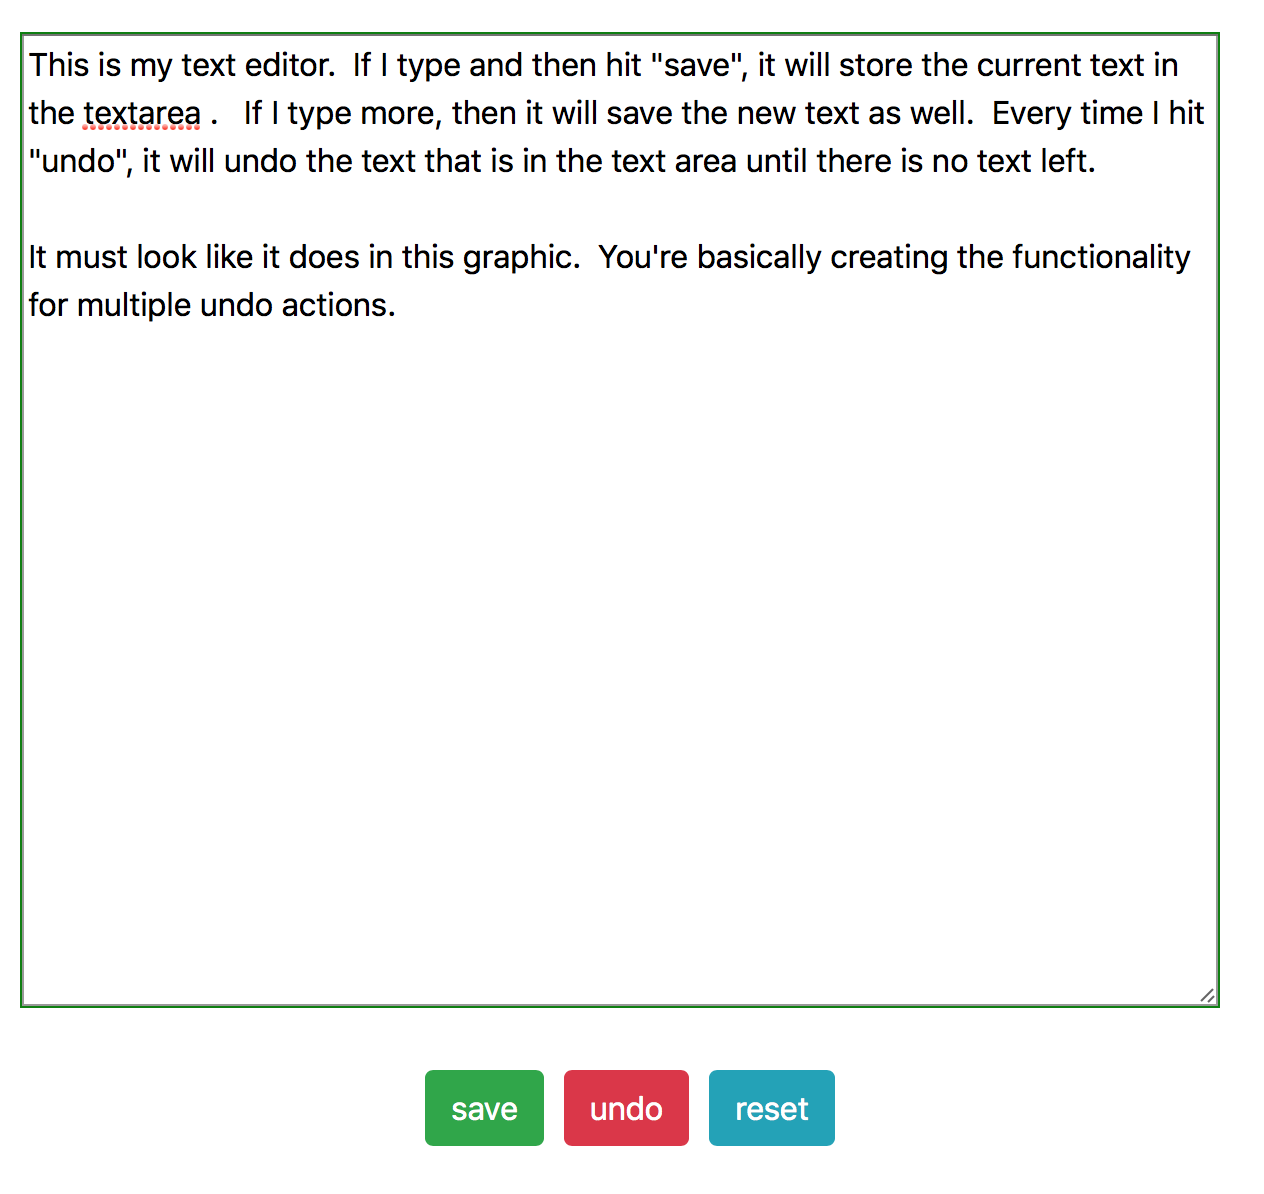 This is my text editor.  If I type and then hit "save", it will store the current text in
the textarea .   If I type more, then it will save the new text as well.  Every time I hit
"undo", it will undo the text that is in the text area until there is no text left.
It must look like it does in this graphic.  You're basically creating the functionality
for multiple undo actions.
save undo reset